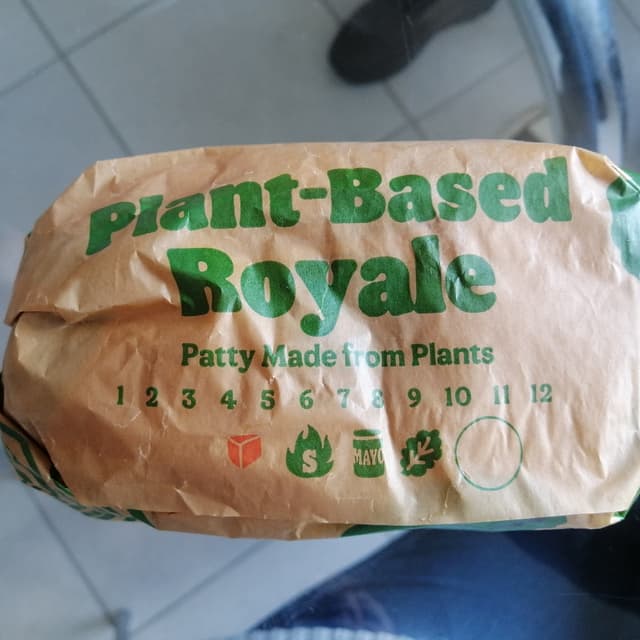 Plant-Based
Royale
Patty Made from Plants
1 2 3 4 5 6 7 8 9 10 11 12
S MAYO